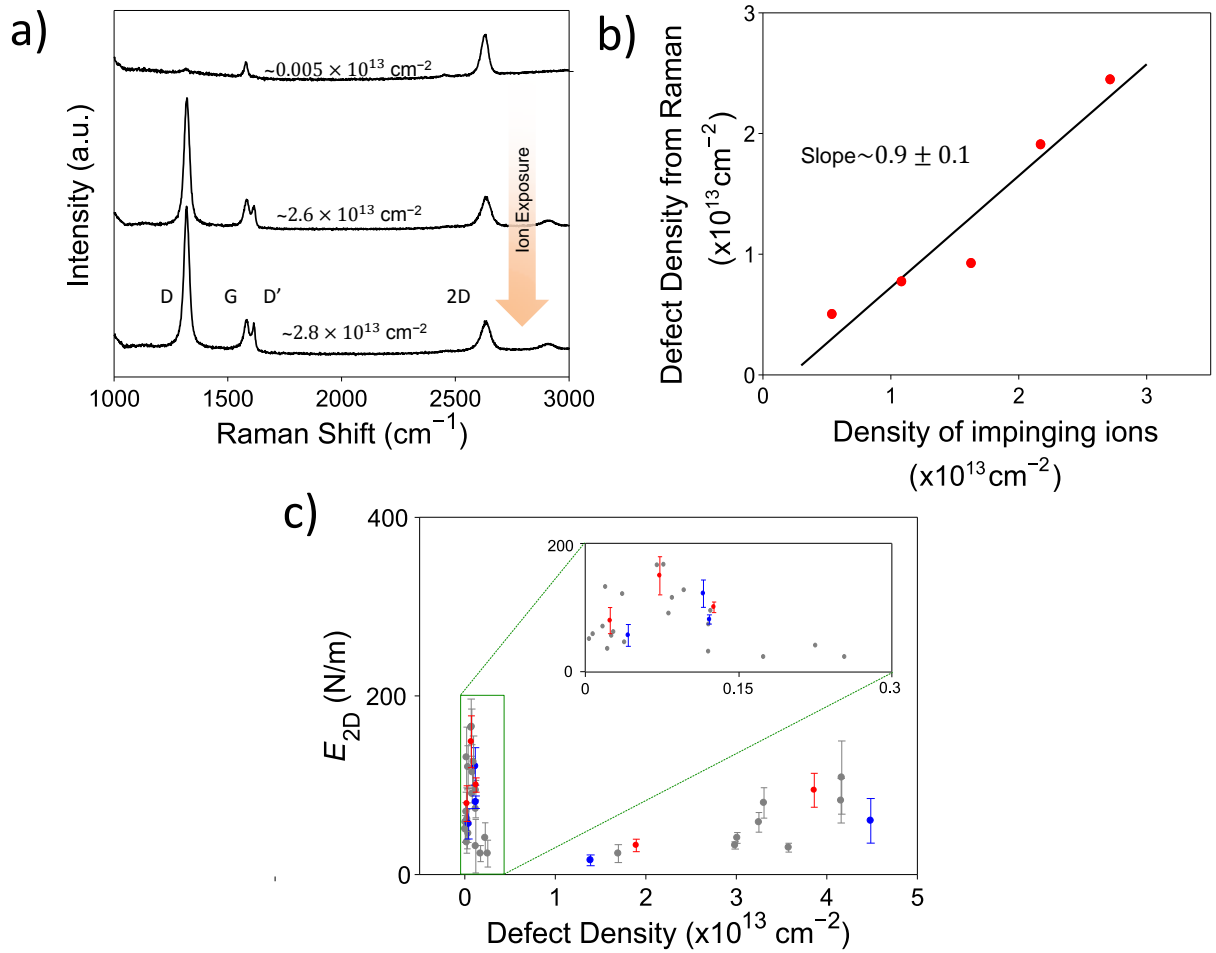 a)
Intensity (a.u.)
~0.005 × 10¹³ cm⁻²
~2.6 × 10¹³ cm⁻²
~2.8 × 10¹³ cm⁻²
D
G
D′
2D
Ion Exposure
1000 1500 2000 2500 3000
Raman Shift (cm⁻¹)
b)
Defect Density from Raman
(x10¹³cm⁻²)
3
2
1
0
Slope~0.9 ± 0.1
0 1 2 3
Density of impinging ions
(x10¹³cm⁻²)
c)
E₂D (N/m)
400
200
0
200
0
0 0.15 0.3
0 1 2 3 4 5
Defect Density (x10¹³ cm⁻²)